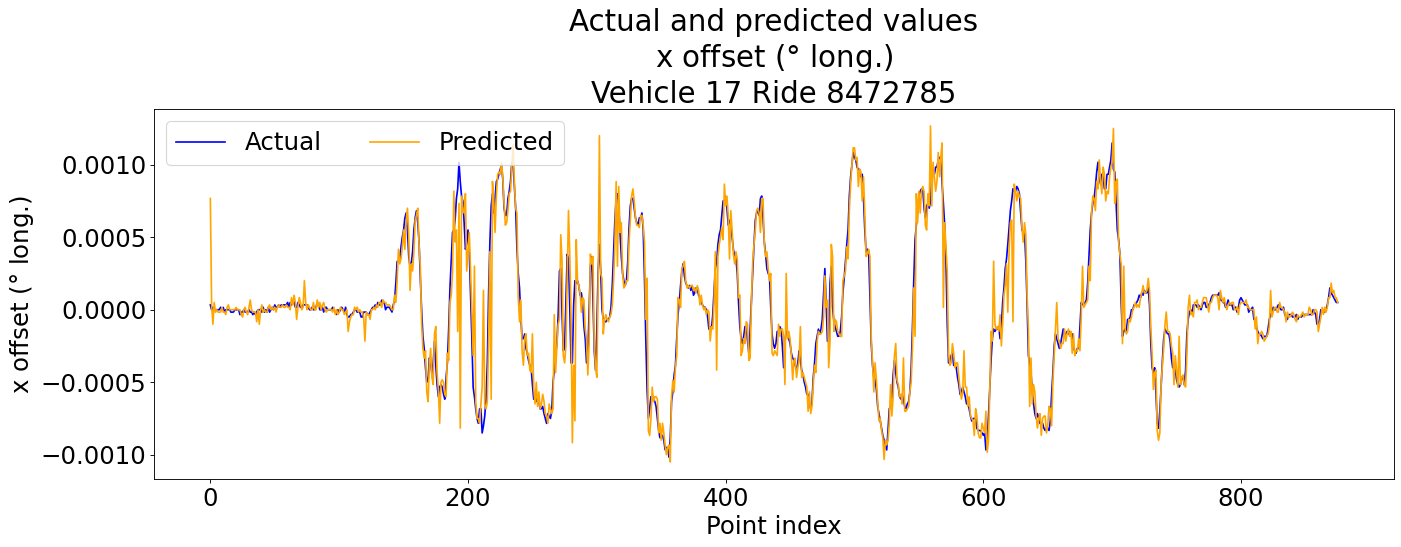 Actual and predicted values
x offset (° long.)
Vehicle 17 Ride 8472785
Actual
Predicted
x offset (° long.)
0.0010
0.0005
0.0000
−0.0005
−0.0010
0
200
400
600
800
Point index